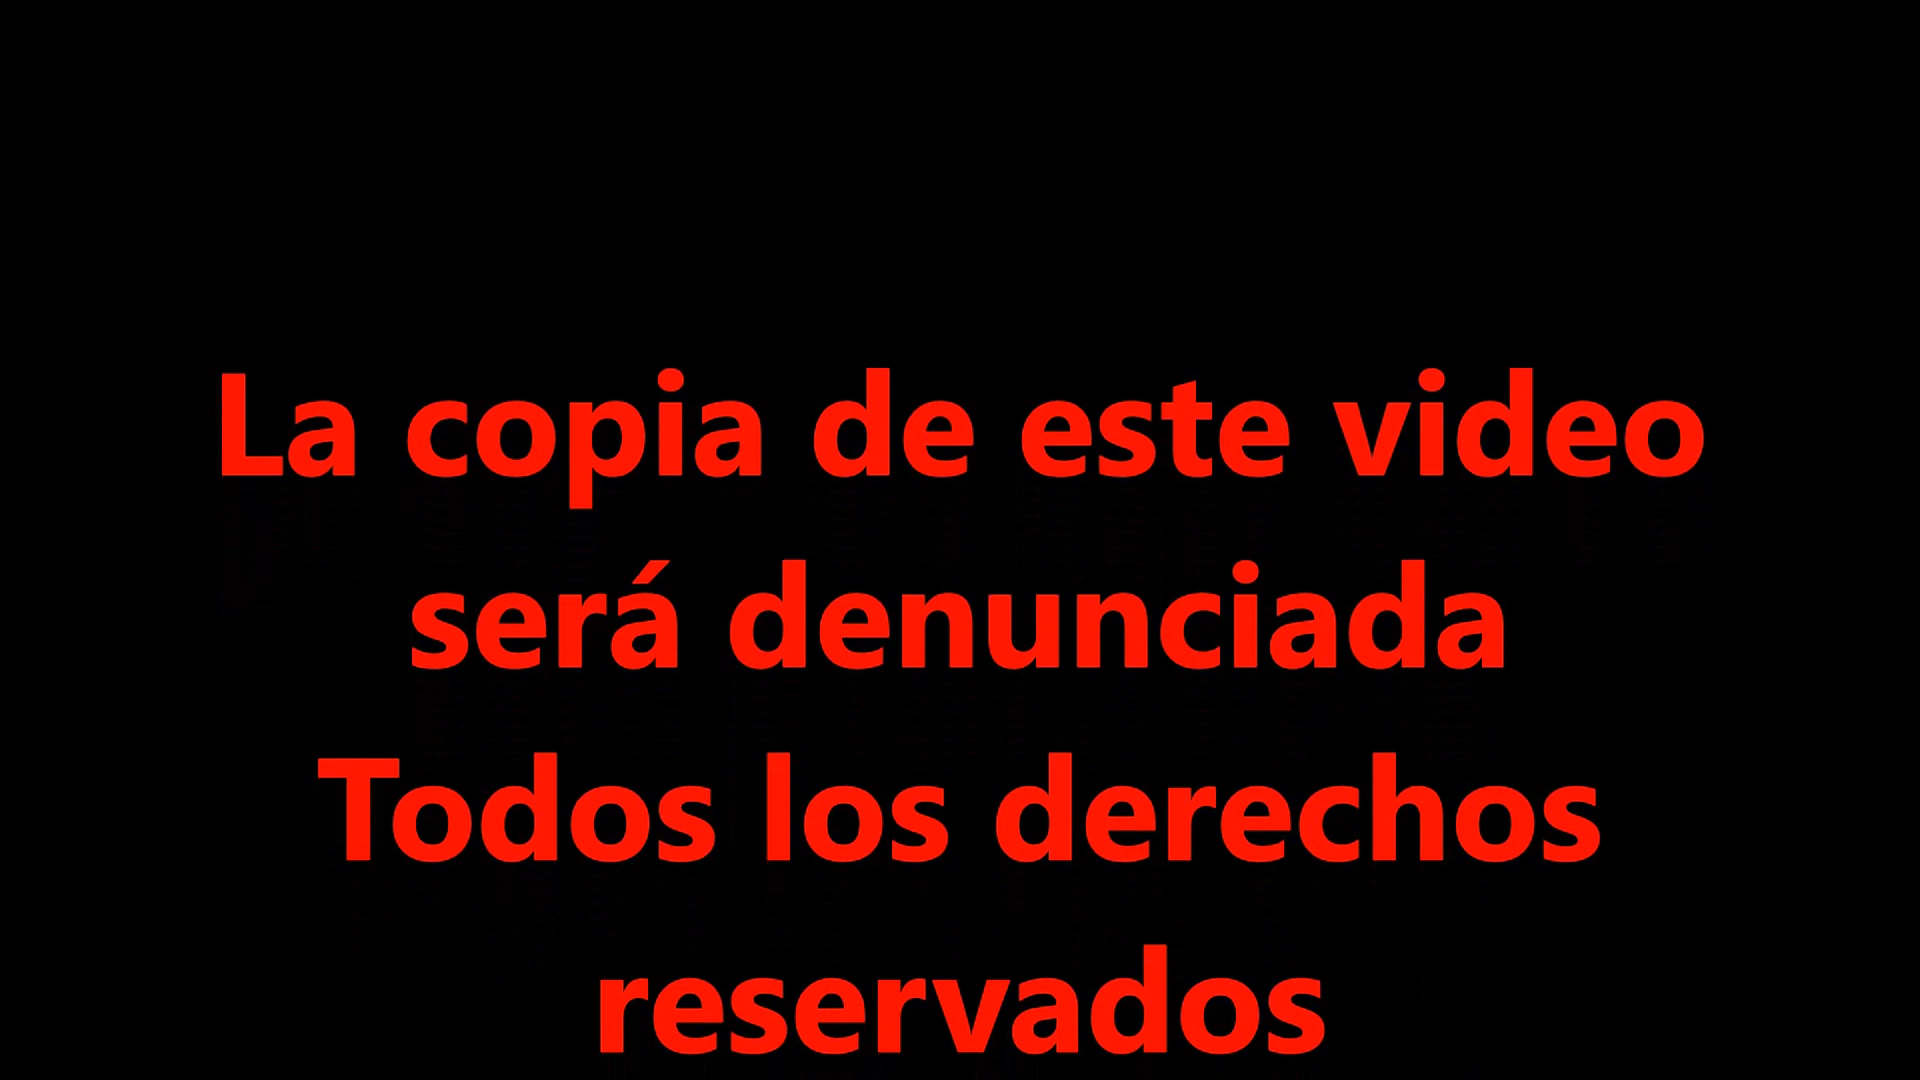 La copia de este video
será denunciada
Todos los derechos
reservados